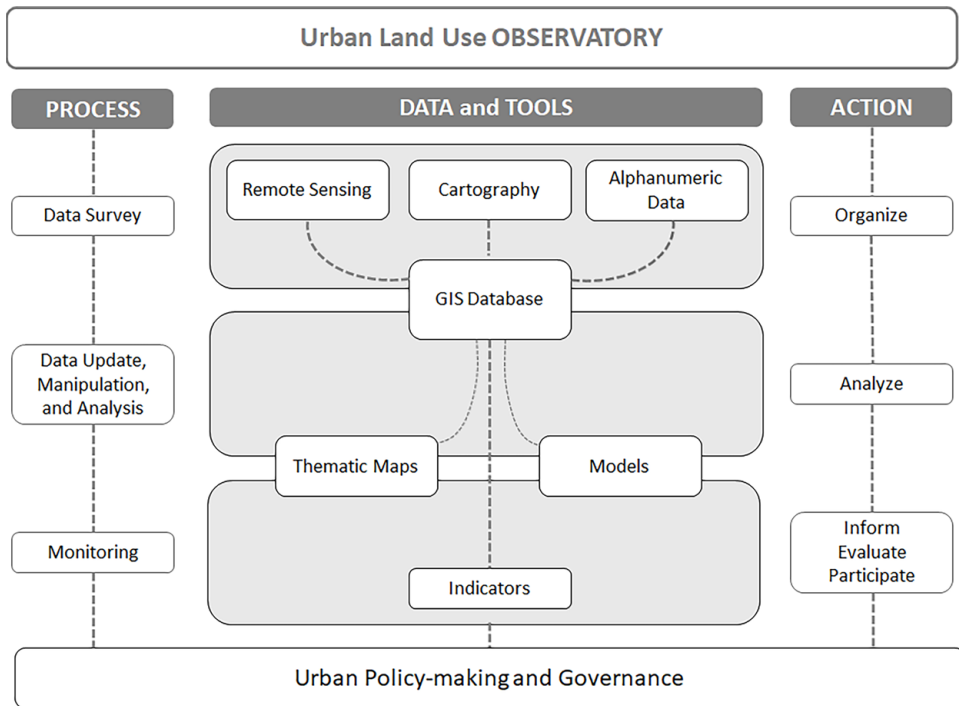 Urban Land Use OBSERVATORY
PROCESS
DATA and TOOLS
ACTION
Remote Sensing
Cartography
Alphanumeric
Data
Data Survey
Organize
GIS Database
Data Update,
Manipulation,
and Analysis
Analyze
Thematic Maps
Models
Monitoring
Inform
Evaluate
Participate
Indicators
Urban Policy-making and Governance